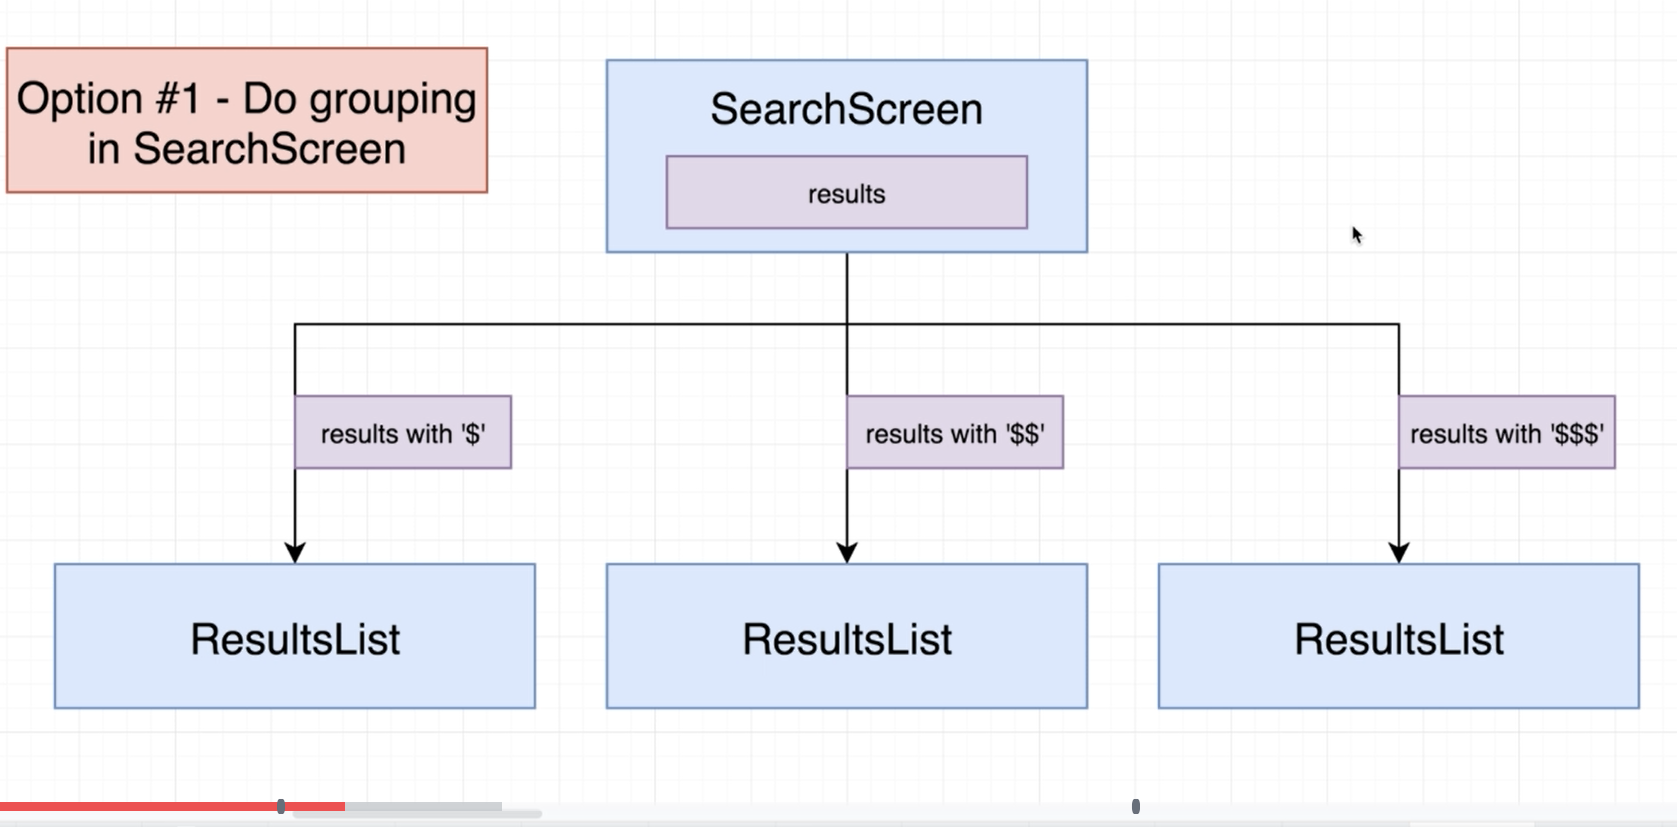 Option #1 - Do grouping
in SearchScreen
SearchScreen
results
results with '$'
results with '$$'
results with '$$$'
ResultsList
ResultsList
ResultsList